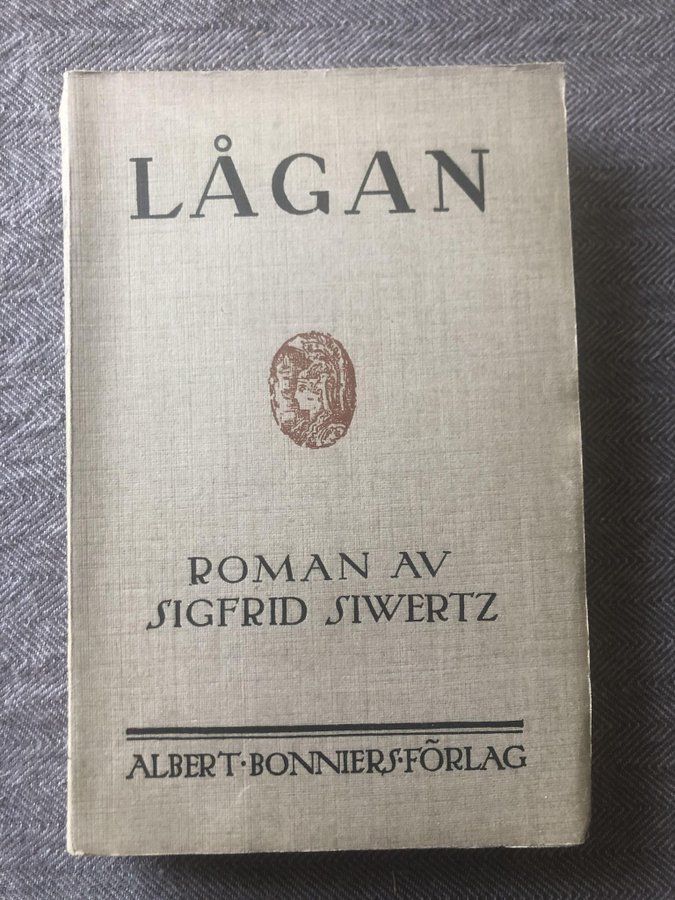 LÅGAN
ROMAN AV
SIGFRID SIWERTZ
ALBERT·BONNIERS·FÖRLAG